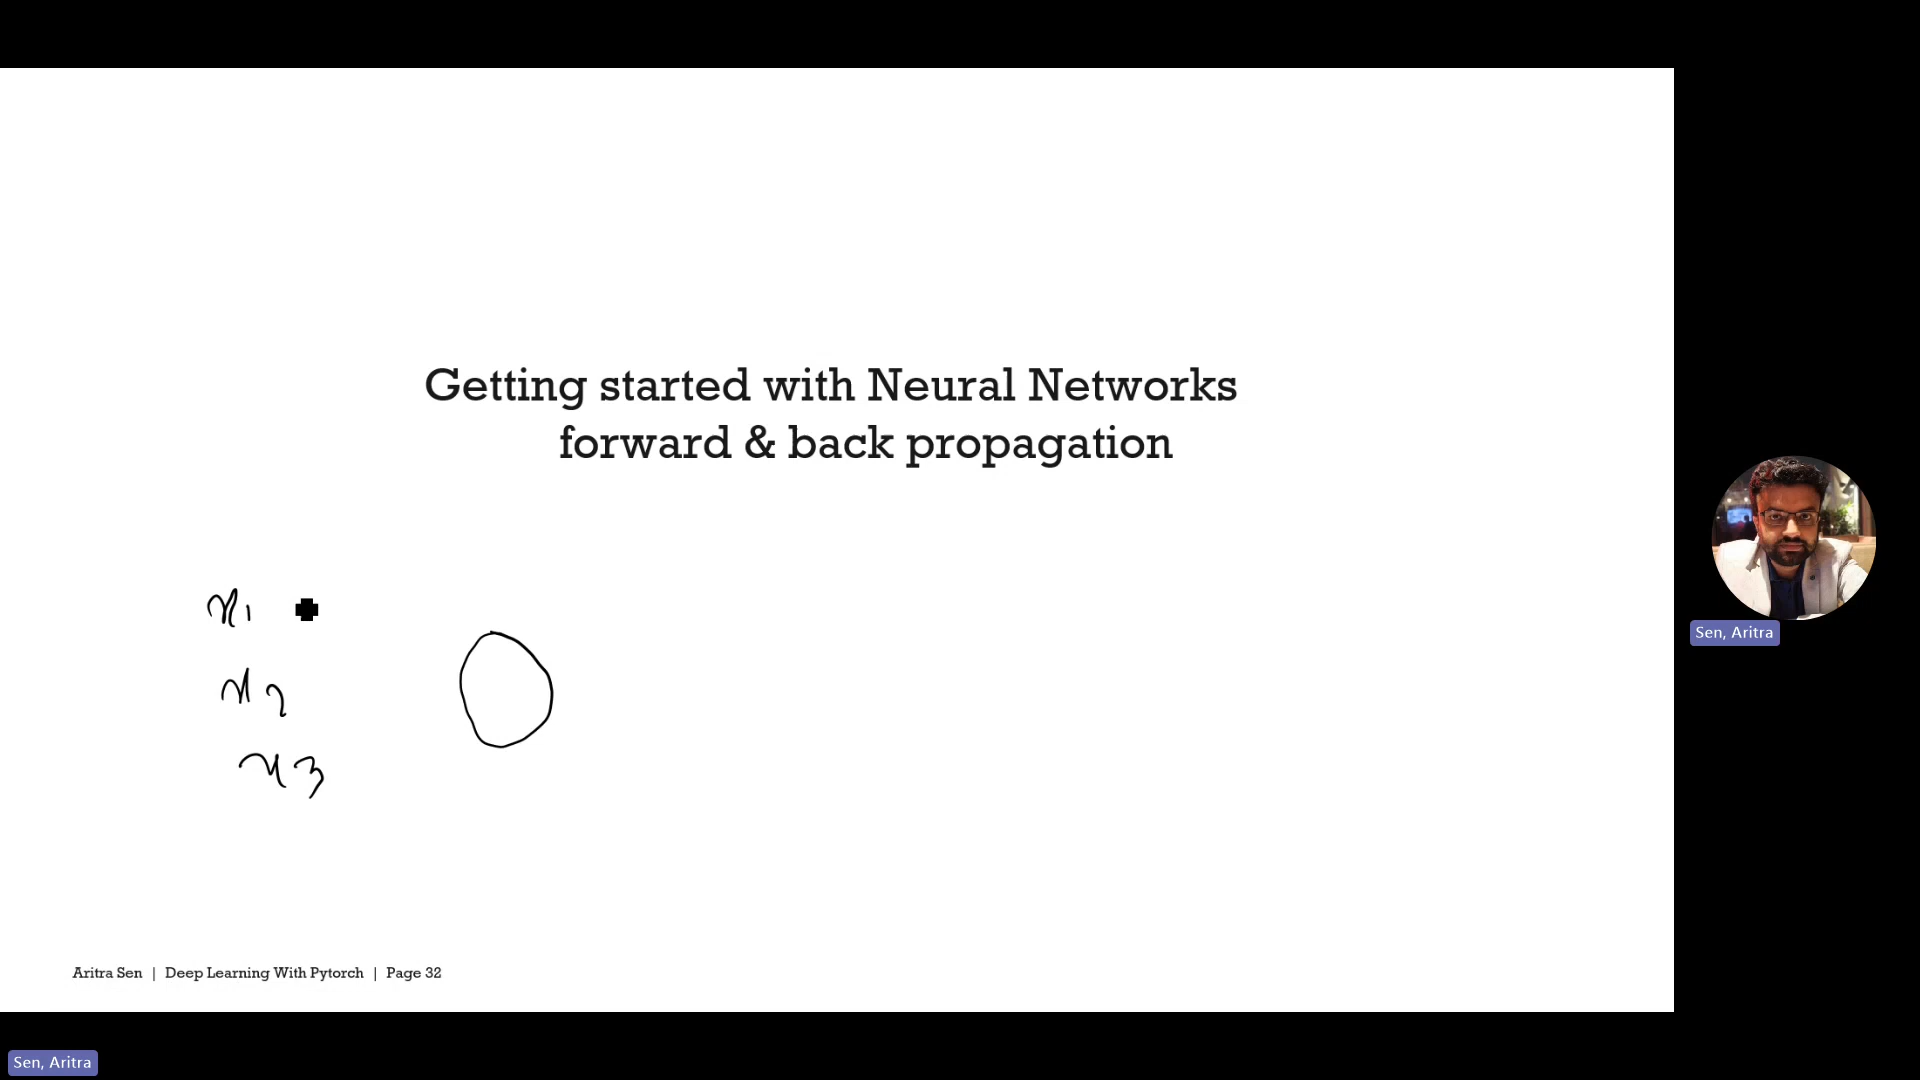 Getting started with Neural Networks
forward & back propagation
x1
x2
x3
Sen, Aritra
Aritra Sen | Deep Learning With Pytorch | Page 32
Sen, Aritra